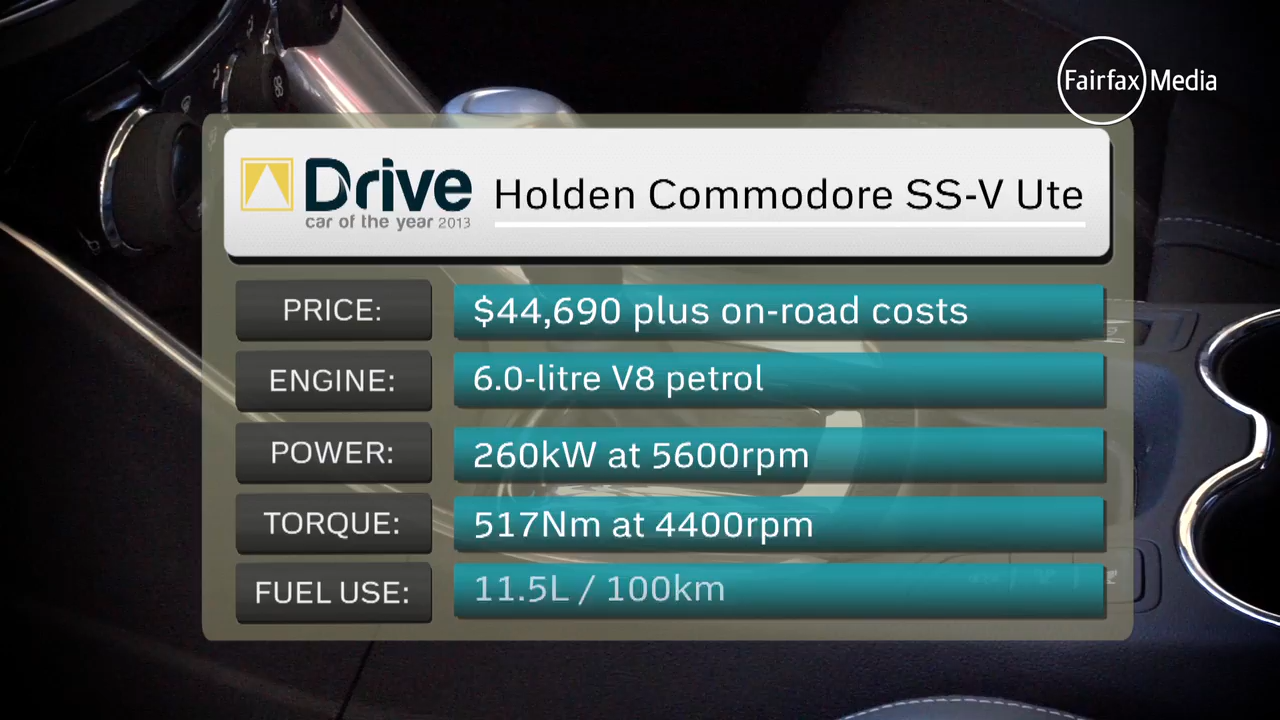 Fairfax Media
Drive
car of the year 2013
Holden Commodore SS-V Ute
PRICE: $44,690 plus on-road costs
ENGINE: 6.0-litre V8 petrol
POWER: 260kW at 5600rpm
TORQUE: 517Nm at 4400rpm
FUEL USE: 11.5L / 100km